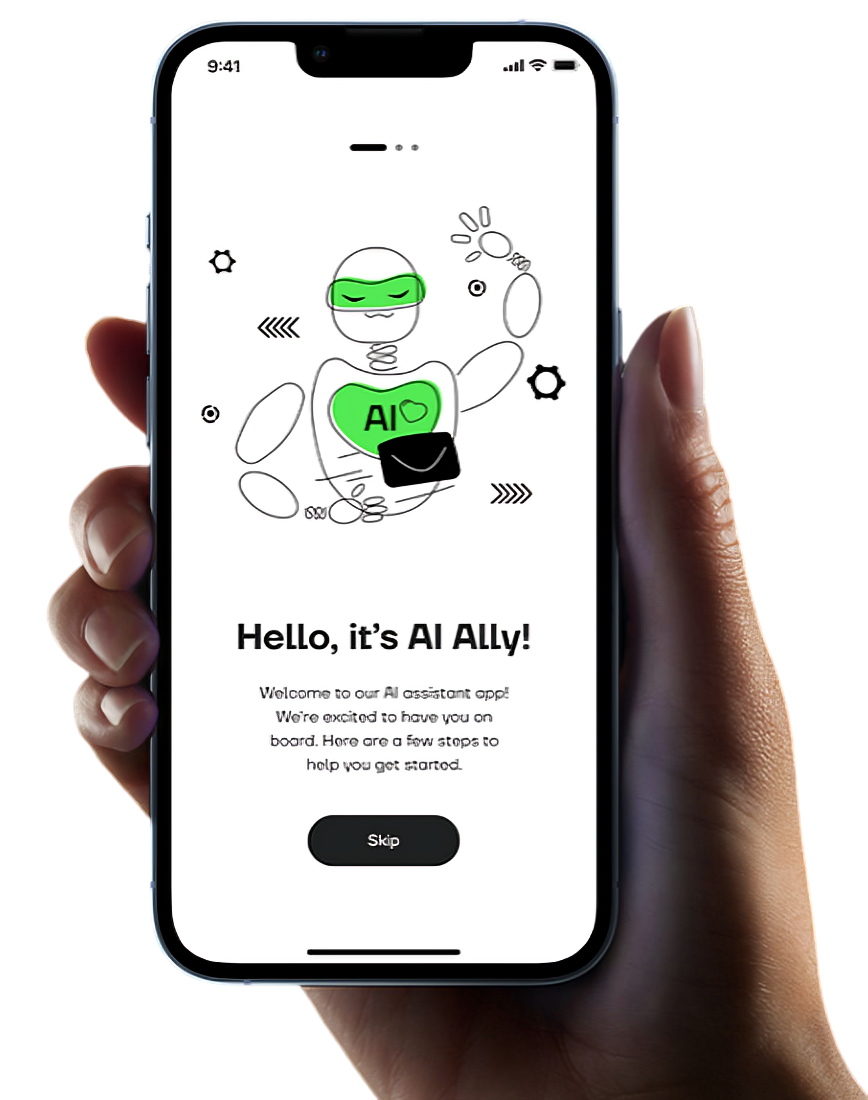 9:41
AI
Hello, it's AI Ally!
Welcome to our AI assistant app!
We're excited to have you on
board. Here are a few steps to
help you get started.
Skip